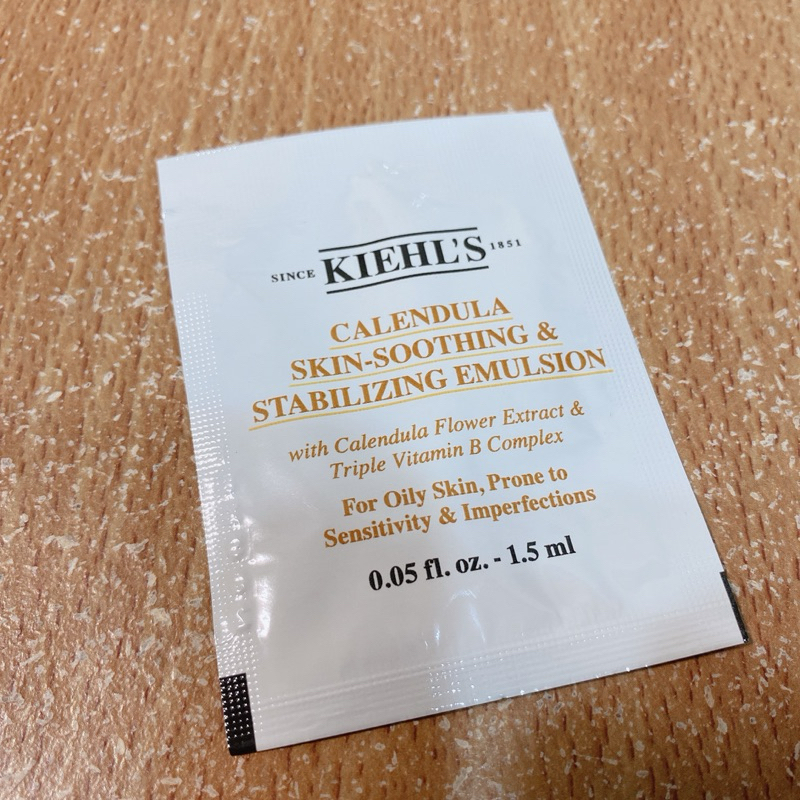 SINCE KIEHL'S 1851
CALENDULA
SKIN-SOOTHING &
STABILIZING EMULSION
with Calendula Flower Extract &
Triple Vitamin B Complex
For Oily Skin, Prone to
Sensitivity & Imperfections
0.05 fl. oz. - 1.5 ml